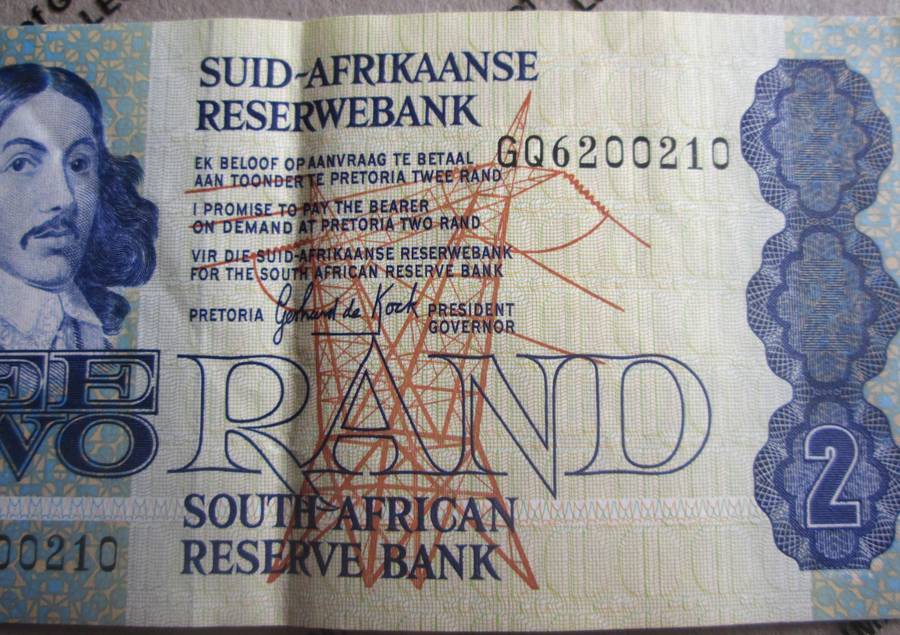 SUID-AFRIKAANSE
RESERWEBANK
GQ6200210
EK BELOOF OP AANVRAAG TE BETAAL
AAN TOONDER TE PRETORIA TWEE RAND
I PROMISE TO PAY THE BEARER
ON DEMAND AT PRETORIA TWO RAND
VIR DIE SUID-AFRIKAANSE RESERWEBANK
FOR THE SOUTH AFRICAN RESERVE BANK
PRETORIA Gerhard de Kock PRESIDENT
GOVERNOR
EE
WO
RAND
2
SOUTH AFRICAN
RESERVE BANK
00210